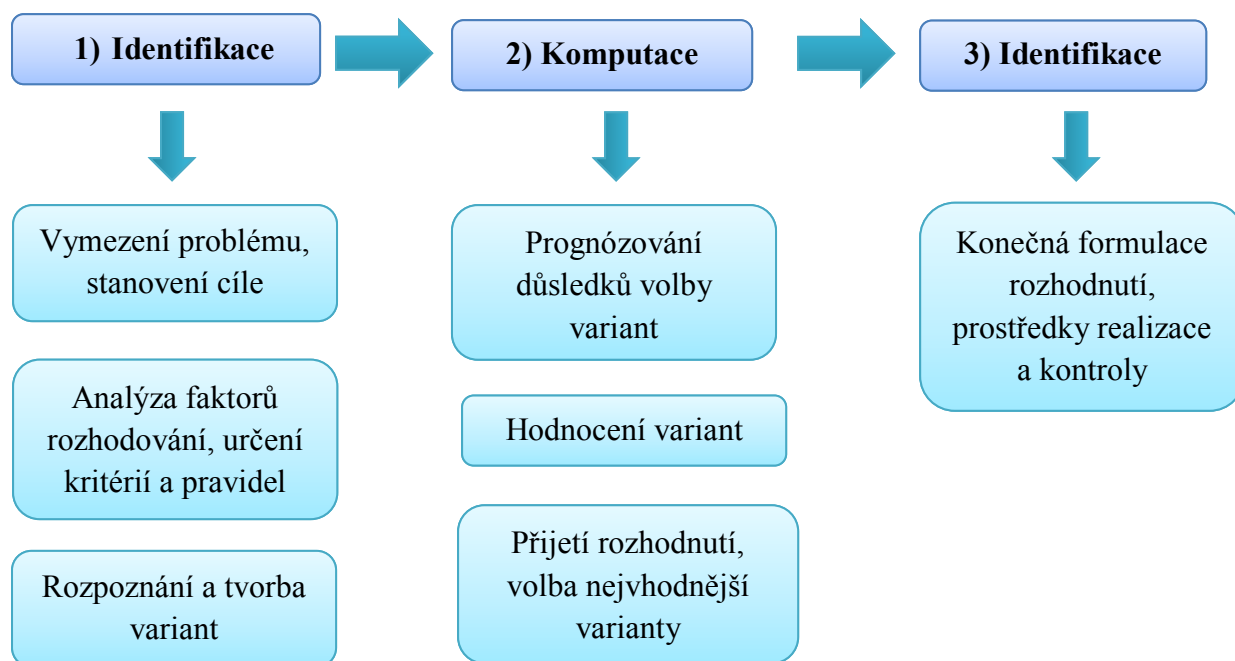 1) Identifikace
2) Komputace
3) Identifikace
Vymezení problému,
stanovení cíle
Analýza faktorů
rozhodování, určení
kritérií a pravidel
Rozpoznání a tvorba
variant
Prognózování
důsledků volby
variant
Hodnocení variant
Přijetí rozhodnutí,
volba nejvhodnější
varianty
Konečná formulace
rozhodnutí,
prostředky realizace
a kontroly